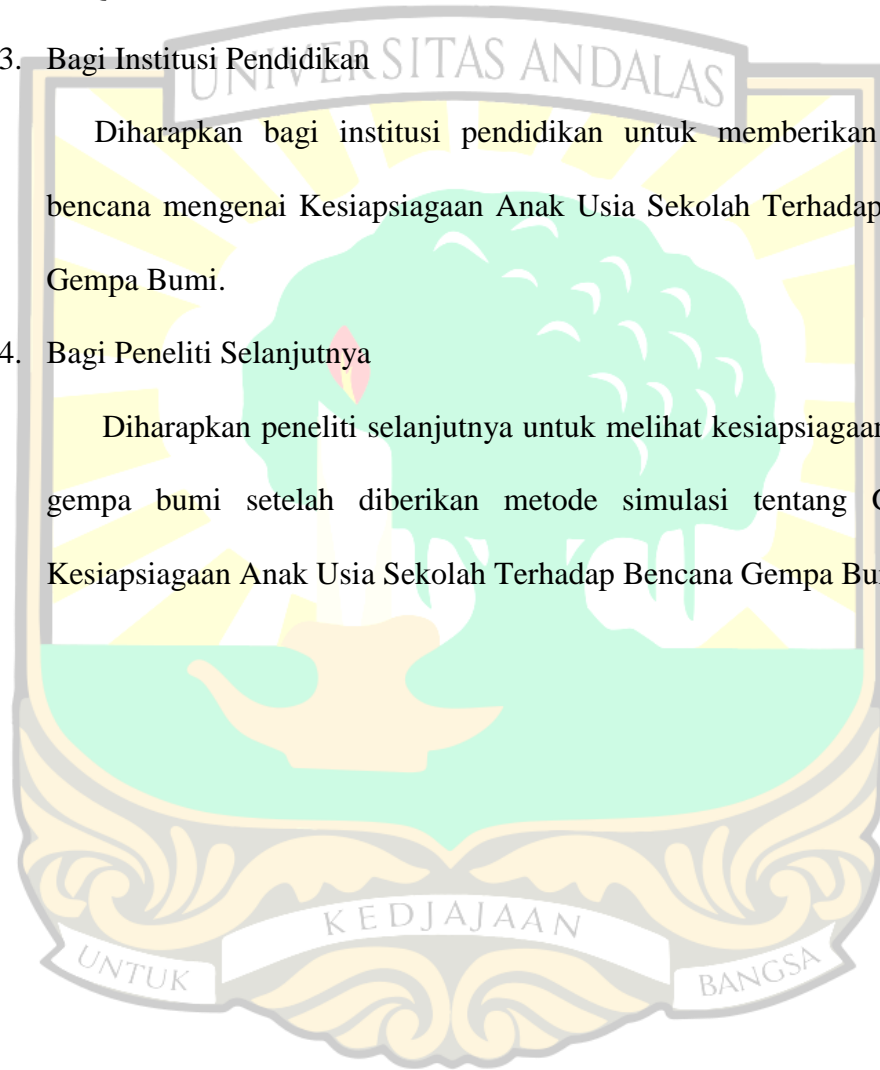 3. Bagi Institusi Pendidikan
UNIVERSITAS ANDALAS
Diharapkan bagi institusi pendidikan untuk memberikan
bencana mengenai Kesiapsiagaan Anak Usia Sekolah Terhadap
Gempa Bumi.
4. Bagi Peneliti Selanjutnya
Diharapkan peneliti selanjutnya untuk melihat kesiapsiagaan
gempa bumi setelah diberikan metode simulasi tentang
Kesiapsiagaan Anak Usia Sekolah Terhadap Bencana Gempa
UNTUK KEDJAJAAN BANGSA